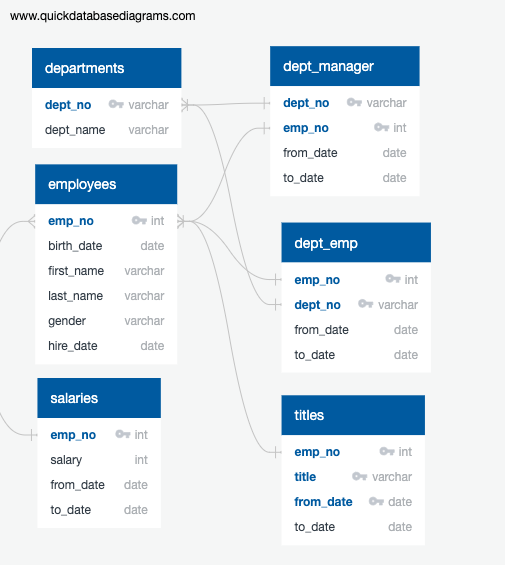 www.quickdatabasediagrams.com
departments
dept_no varchar
dept_name varchar
employees
emp_no int
birth_date date
first_name varchar
last_name varchar
gender varchar
hire_date date
salaries
emp_no int
salary int
from_date date
to_date date
dept_manager
dept_no varchar
emp_no int
from_date date
to_date date
dept_emp
emp_no int
dept_no varchar
from_date date
to_date date
titles
emp_no int
title varchar
from_date date
to_date date